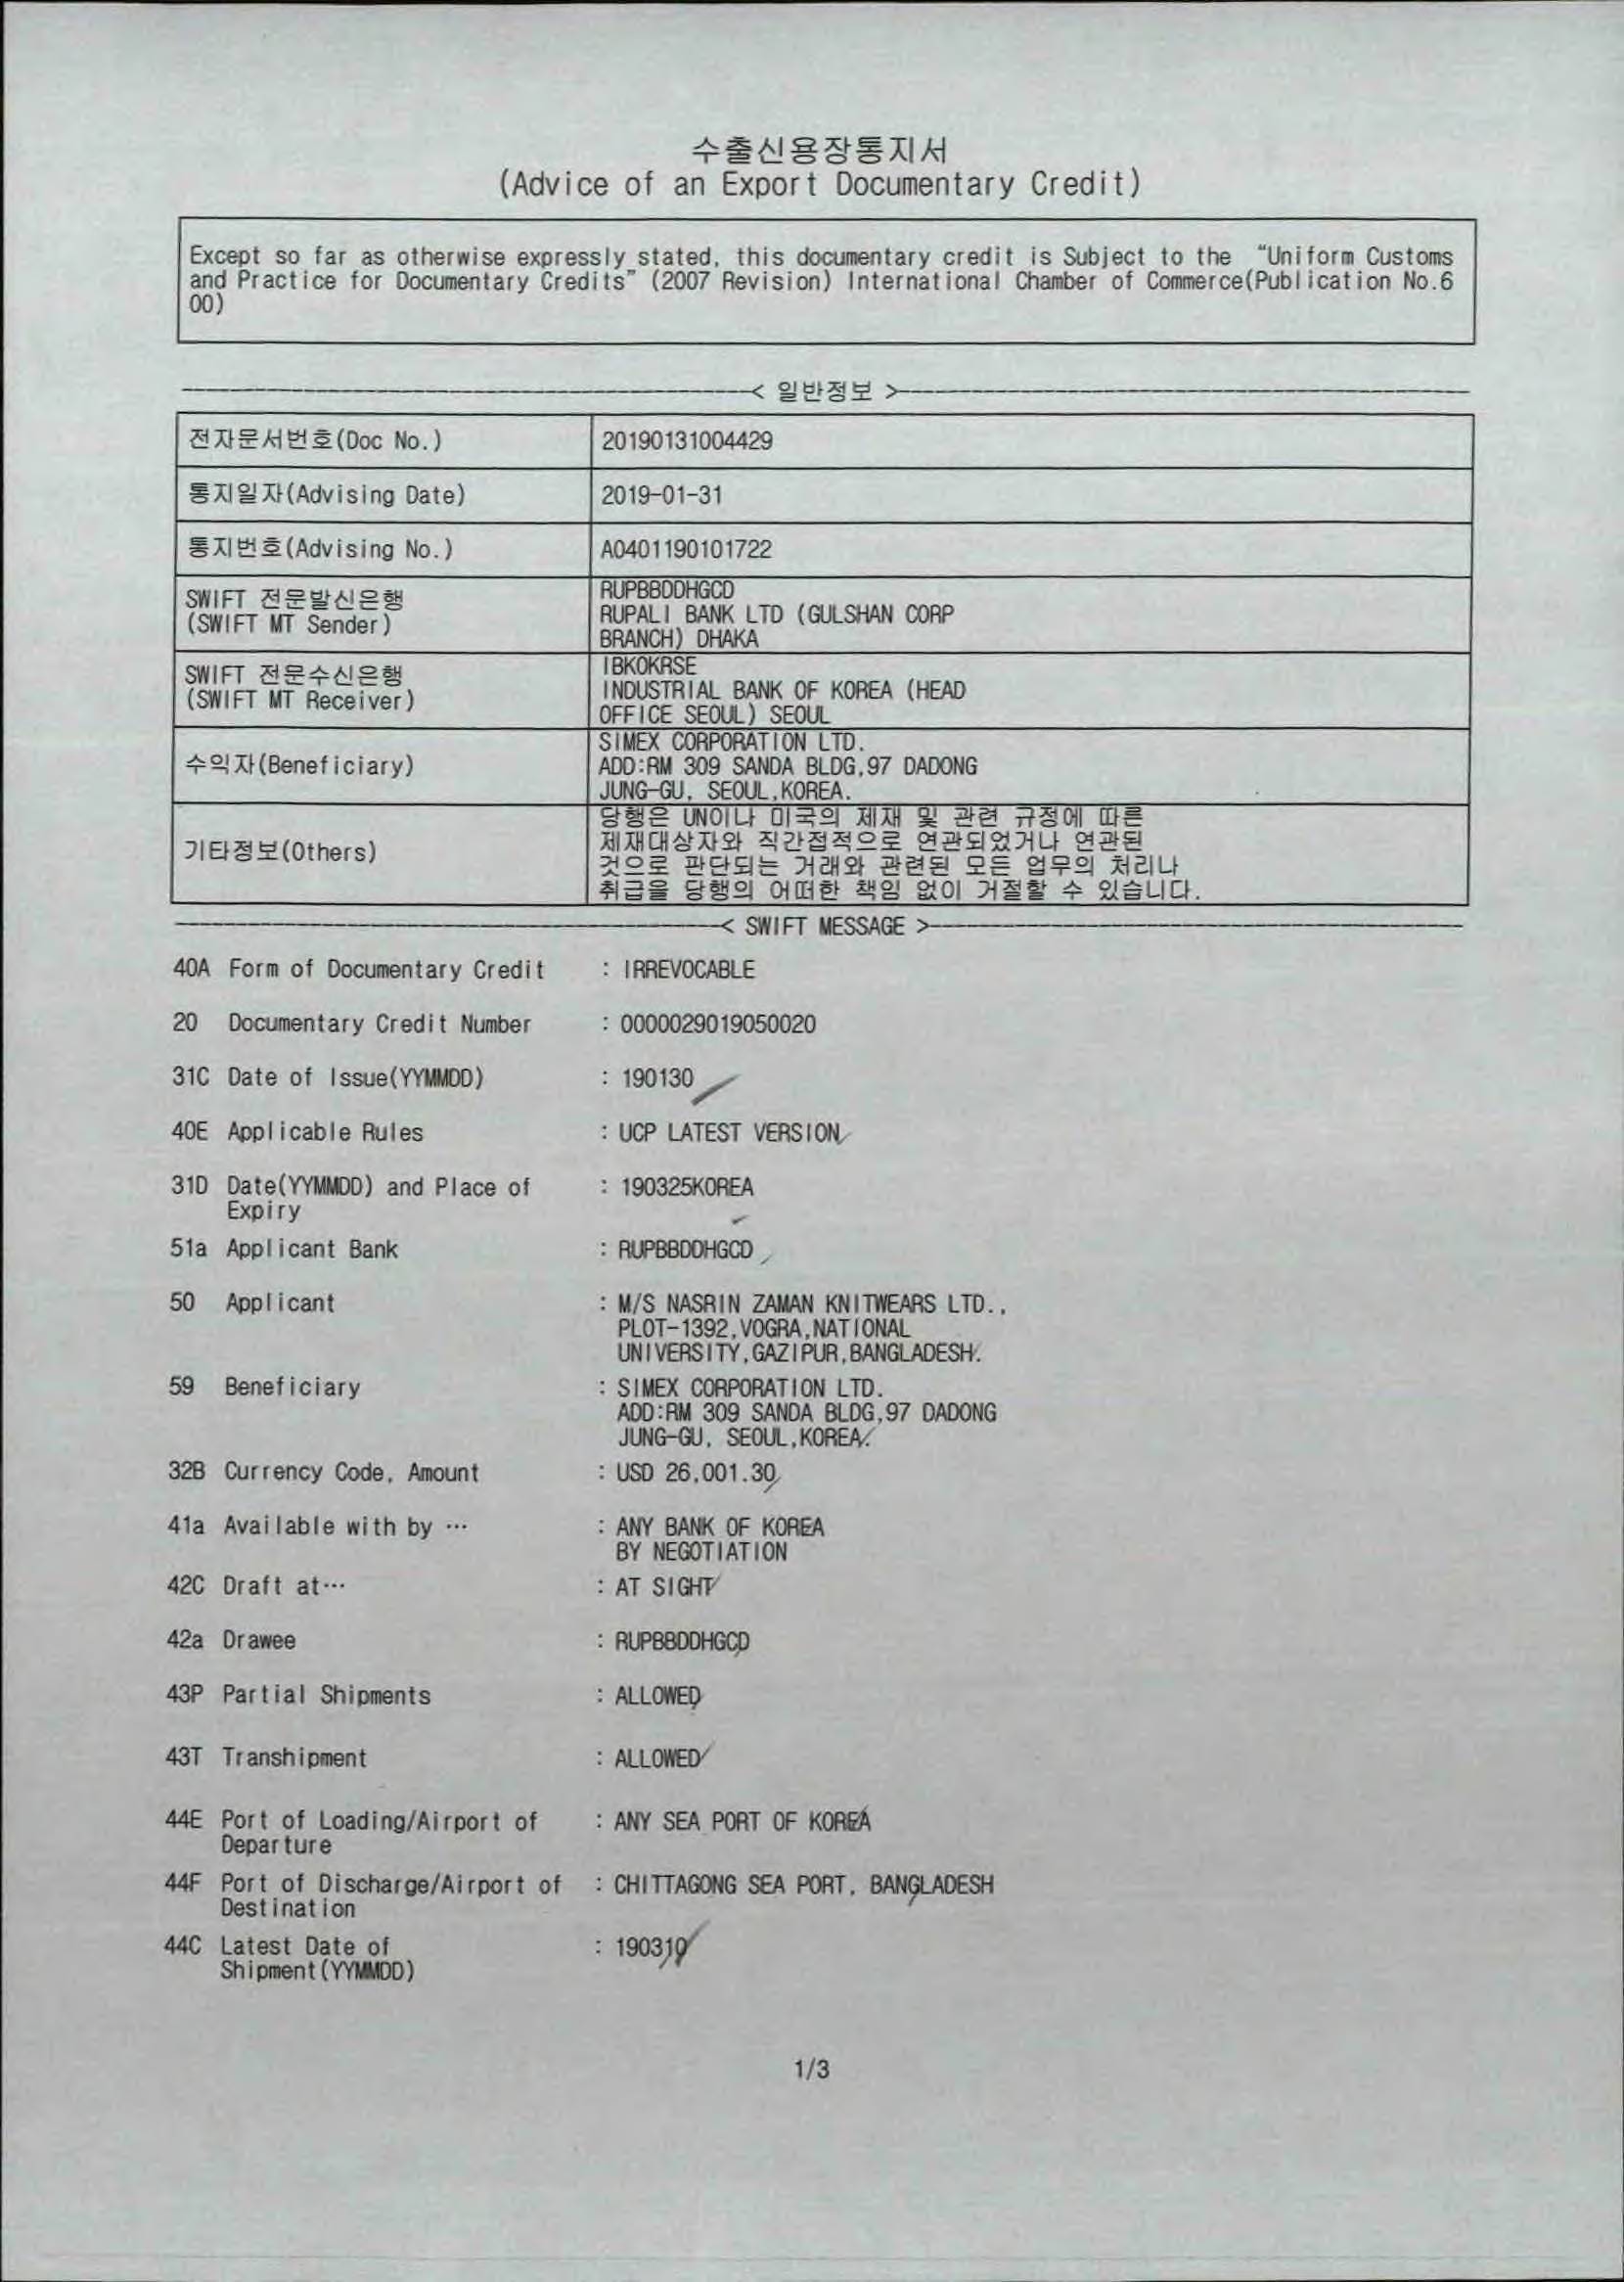 수출신용장통지서
(Advice of an Export Documentary Credit)
Except so far as otherwise expressly stated, this documentary credit is Subject to the "Uniform Customs
and Practice for Documentary Credits" (2007 Revision) International Chamber of Commerce(Publication No.6
00)
< 일반정보 >
전자문서번호(Doc No.) 20190131004429
통지일자(Advising Date) 2019-01-31
통지번호(Advising No.) A0401190101722
SWIFT 전문발신은행
(SWIFT MT Sender)
RUPBBDDHGCD
RUPALI BANK LTD (GULSHAN CORP
BRANCH) DHAKA
SWIFT 전문수신은행
(SWIFT MT Receiver)
IBKOKRSE
INDUSTRIAL BANK OF KOREA (HEAD
OFFICE SEOUL) SEOUL
수익자(Beneficiary)
SIMEX CORPORATION LTD.
ADD:RM 309 SANDA BLDG,97 DADONG
JUNG-GU, SEOUL,KOREA.
기타정보(Others)
당행은 UN이나 미국의 제재 및 관련 규정에 따른
제재대상자와 직간접적으로 연관되었거나 연관된
것으로 판단되는 거래와 관련된 모든 업무의 처리나
취급을 당행의 어떠한 책임 없이 거절할 수 있습니다.
< SWIFT MESSAGE >
40A Form of Documentary Credit : IRREVOCABLE
20 Documentary Credit Number : 0000029019050020
31C Date of Issue(YYMMDD) : 190130
40E Applicable Rules : UCP LATEST VERSION
31D Date(YYMMDD) and Place of : 190325KOREA
Expiry
51a Applicant Bank : RUPBBDDHGCD
50 Applicant : M/S NASRIN ZAMAN KNITWEARS LTD.,
PLOT-1392,VOGRA,NATIONAL
UNIVERSITY,GAZIPUR,BANGLADESH.
59 Beneficiary : SIMEX CORPORATION LTD.
ADD:RM 309 SANDA BLDG,97 DADONG
JUNG-GU, SEOUL,KOREA.
32B Currency Code, Amount : USD 26,001.30
41a Available with by … : ANY BANK OF KOREA
BY NEGOTIATION
42C Draft at… : AT SIGHT
42a Drawee : RUPBBDDHGCD
43P Partial Shipments : ALLOWED
43T Transhipment : ALLOWED
44E Port of Loading/Airport of : ANY SEA PORT OF KOREA
Departure
44F Port of Discharge/Airport of : CHITTAGONG SEA PORT, BANGLADESH
Destination
44C Latest Date of : 190310
Shipment(YYMMDD)
1/3